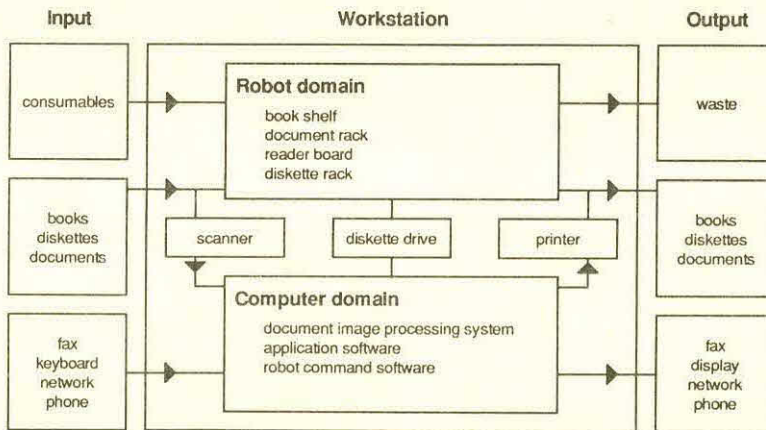 Input
Workstation
Output
consumables
Robot domain
book shelf
document rack
reader board
diskette rack
waste
books
diskettes
documents
scanner
diskette drive
printer
books
diskettes
documents
Computer domain
document image processing system
application software
robot command software
fax
keyboard
network
phone
fax
display
network
phone